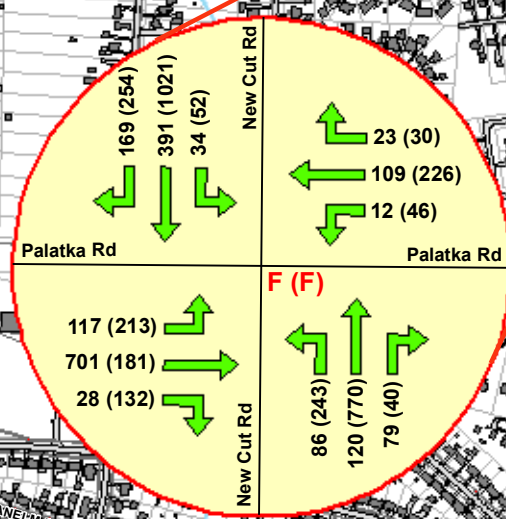 169 (254)
391 (1021)
34 (52)
New Cut Rd
23 (30)
109 (226)
12 (46)
Palatka Rd
Palatka Rd
F (F)
117 (213)
701 (181)
28 (132)
New Cut Rd
86 (243)
120 (770)
79 (40)